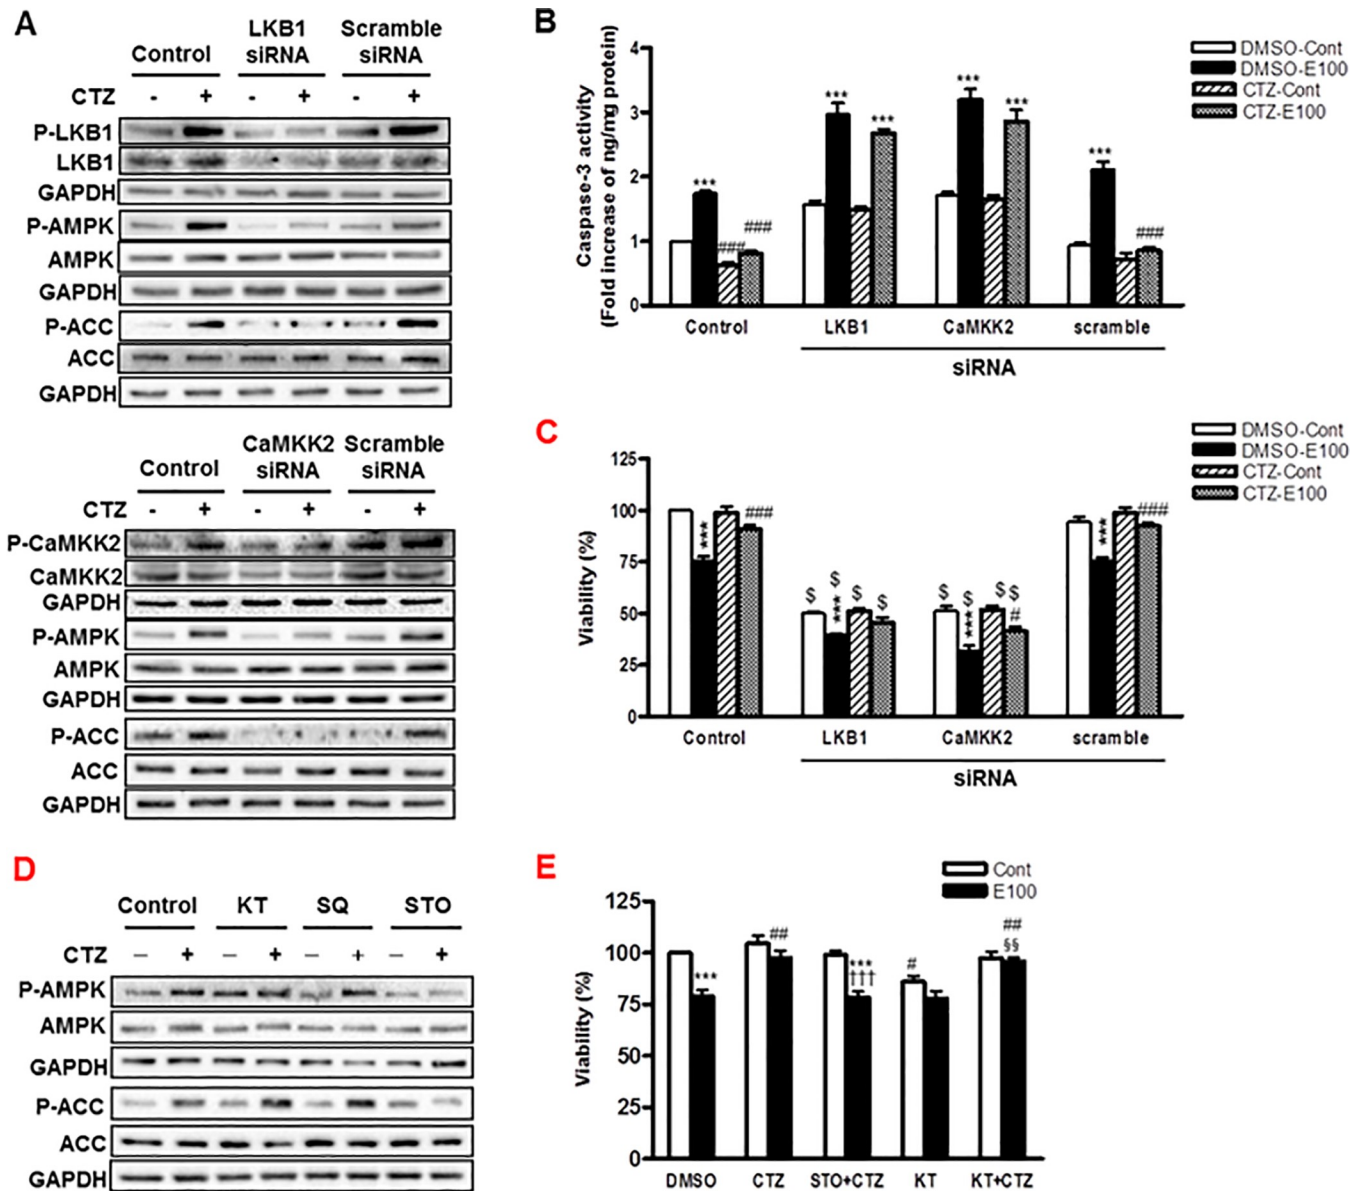 A
LKB1 Scramble
Control siRNA siRNA
CTZ - + - + - +
P-LKB1
LKB1
GAPDH
P-AMPK
AMPK
GAPDH
P-ACC
ACC
GAPDH
CaMKK2 Scramble
Control siRNA siRNA
CTZ - + - + - +
P-CaMKK2
CaMKK2
GAPDH
P-AMPK
AMPK
GAPDH
P-ACC
ACC
GAPDH
B
Caspase-3 activity
(Fold increase of ng/mg protein)
4
3
2
1
0
*** ### ###
*** ***
*** ***
*** ###
Control LKB1 CaMKK2 scramble
siRNA
DMSO-Cont
DMSO-E100
CTZ-Cont
CTZ-E100
C
Viability (%)
125
100
75
50
25
0
*** ###
$ $ *** $ $
$ $ *** $ $ #
*** ###
Control LKB1 CaMKK2 scramble
siRNA
DMSO-Cont
DMSO-E100
CTZ-Cont
CTZ-E100
D
Control KT SQ STO
CTZ – + – + – + – +
P-AMPK
AMPK
GAPDH
P-ACC
ACC
GAPDH
E
Cont
E100
Viability (%)
125
100
75
50
25
0
***
##
***
†††
#
##
§§
DMSO CTZ STO+CTZ KT KT+CTZ